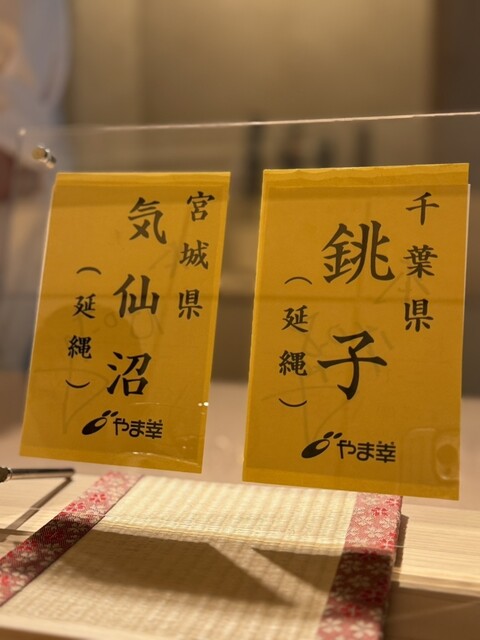 千葉県
銚子
（延縄）
やま幸
宮城県
気仙沼
（延縄）
やま幸